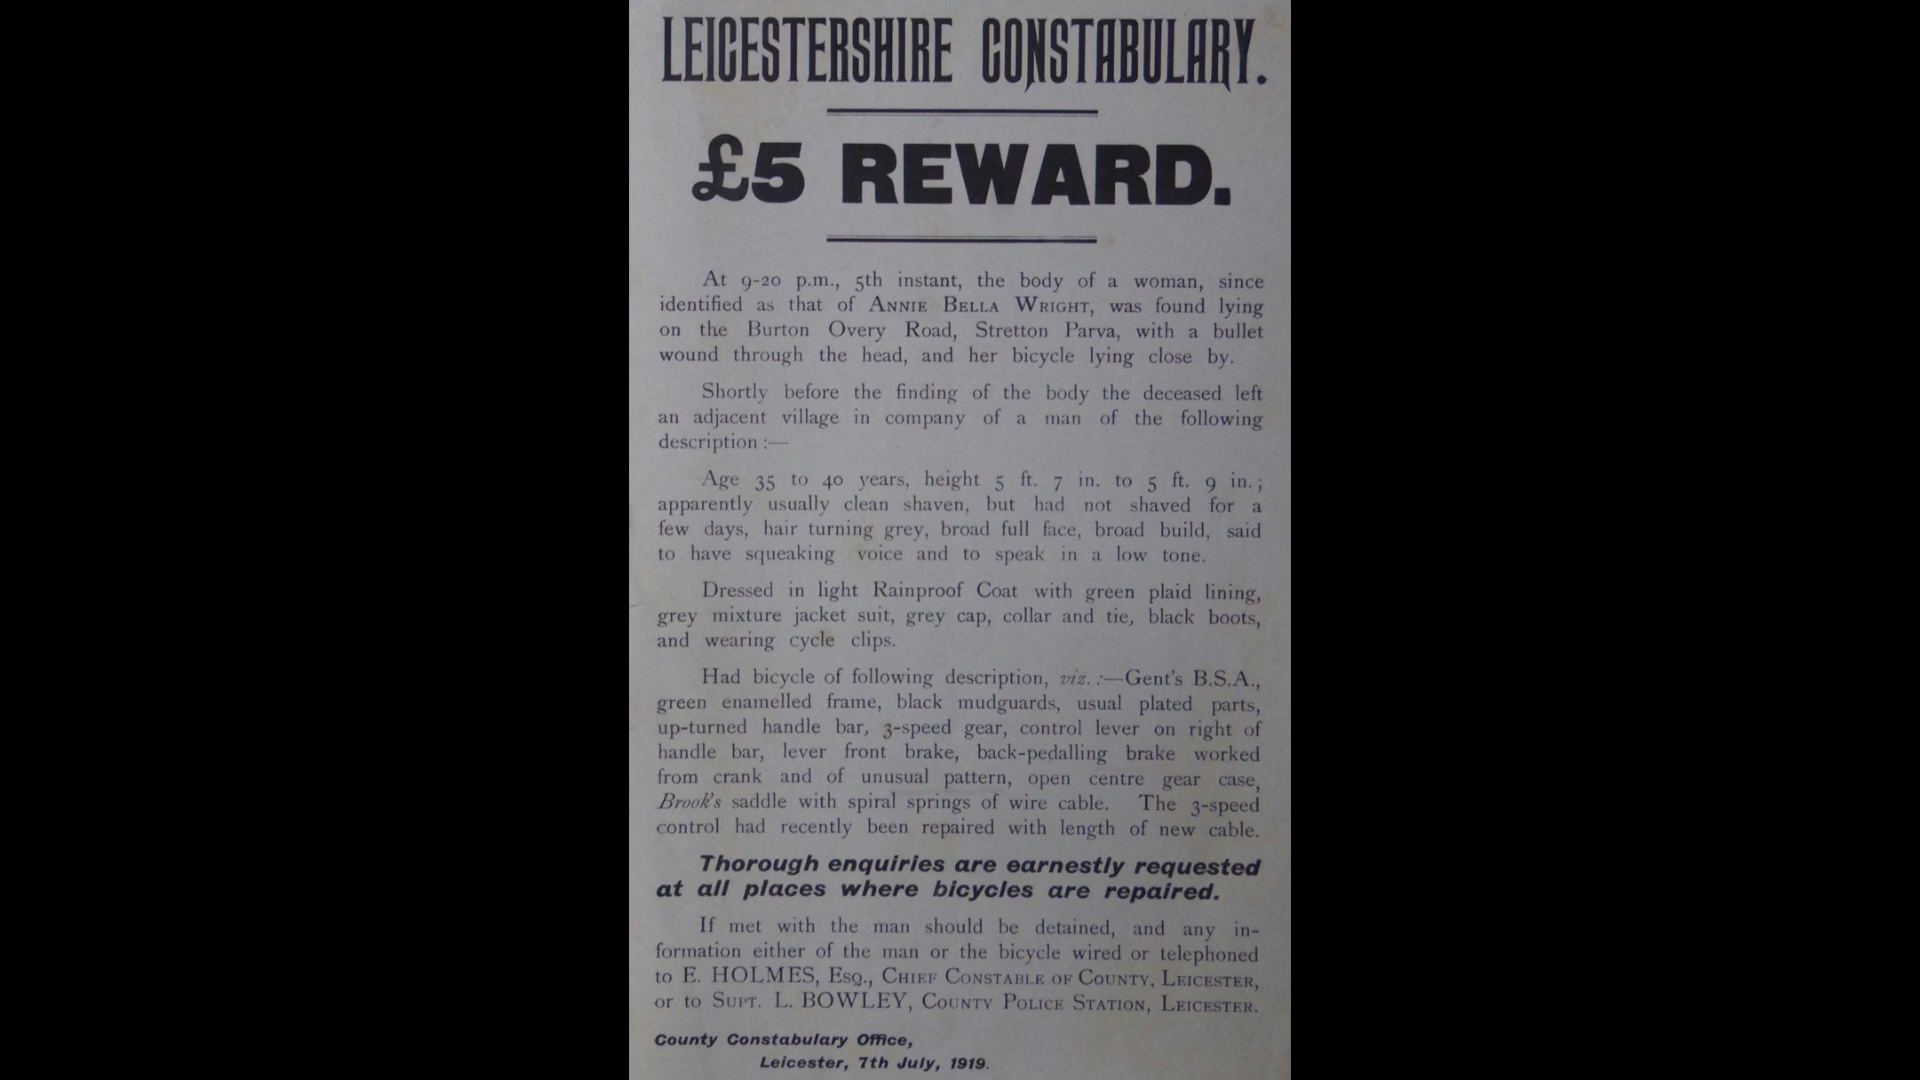 LEICESTERSHIRE CONSTABULARY.
£5 REWARD.
At 9-20 p.m., 5th instant, the body of a woman, since
identified as that of ANNIE BELLA WRIGHT, was found lying
on the Burton Overy Road, Stretton Parva, with a bullet
wound through the head, and her bicycle lying close by.
Shortly before the finding of the body the deceased left
an adjacent village in company of a man of the following
description :—
Age 35 to 40 years, height 5 ft. 7 in. to 5 ft. 9 in.;
apparently usually clean shaven, but had not shaved for a
few days, hair turning grey, broad full face, broad build, said
to have squeaking voice and to speak in a low tone.
Dressed in light Rainproof Coat with green plaid lining,
grey mixture jacket suit, grey cap, collar and tie, black boots,
and wearing cycle clips.
Had bicycle of following description, viz. :—Gent's B.S.A.,
green enamelled frame, black mudguards, usual plated parts,
up-turned handle bar, 3-speed gear, control lever on right of
handle bar, lever front brake, back-pedalling brake worked
from crank and of unusual pattern, open centre gear case,
Brook's saddle with spiral springs of wire cable. The 3-speed
control had recently been repaired with length of new cable.
Thorough enquiries are earnestly requested
at all places where bicycles are repaired.
If met with the man should be detained, and any in-
formation either of the man or the bicycle wired or telephoned
to E. HOLMES, ESQ., CHIEF CONSTABLE OF COUNTY, LEICESTER,
or to SUPT. L. BOWLEY, COUNTY POLICE STATION, LEICESTER.
County Constabulary Office,
Leicester, 7th July, 1919.